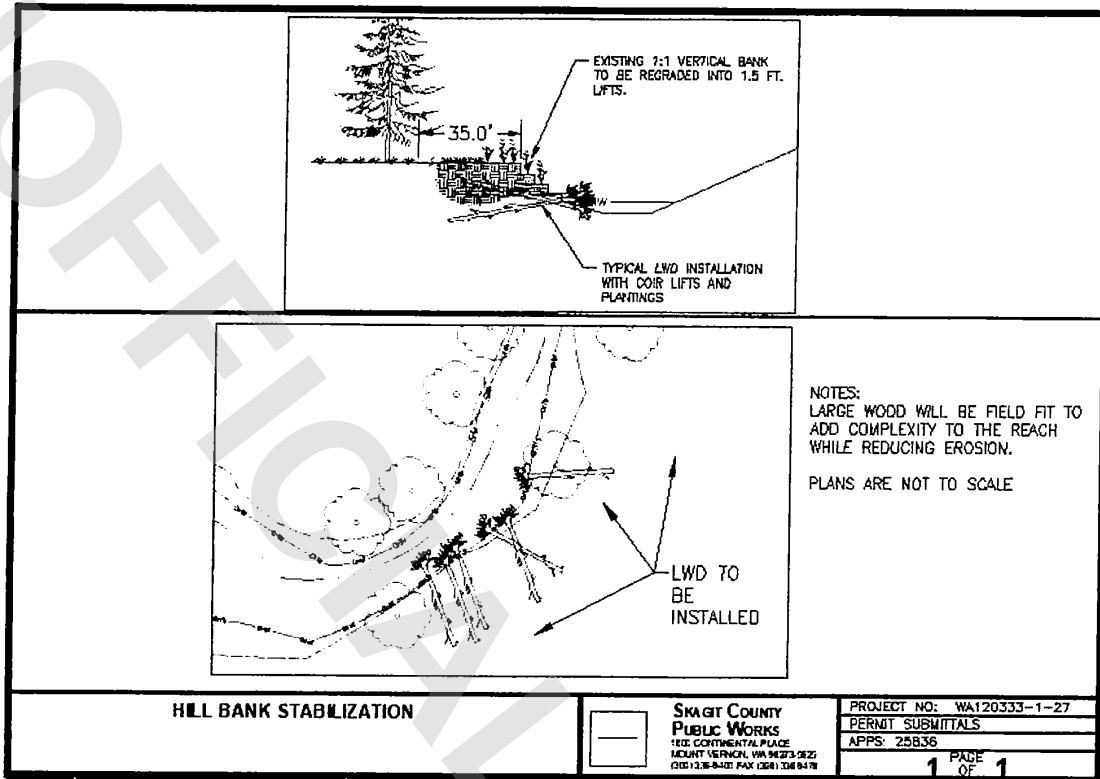 EXISTING 2:1 VERTICAL BANK
TO BE REGRADED INTO 1.5 FT.
LIFTS.
35.0'
TYPICAL LWD INSTALLATION
WITH COIR LIFTS AND
PLANTINGS
NOTES:
LARGE WOOD WILL BE FIELD FIT TO
ADD COMPLEXITY TO THE REACH
WHILE REDUCING EROSION.
PLANS ARE NOT TO SCALE
LWD TO
BE
INSTALLED
HILL BANK STABILIZATION
SKAGIT COUNTY
PUBLIC WORKS
1800 CONTINENTAL PLACE
MOUNT VERNON, WA
PROJECT NO: WA120333-1-27
PERMIT SUBMITTALS
APPS: 25836
PAGE
1 OF 1
OFFICIAL